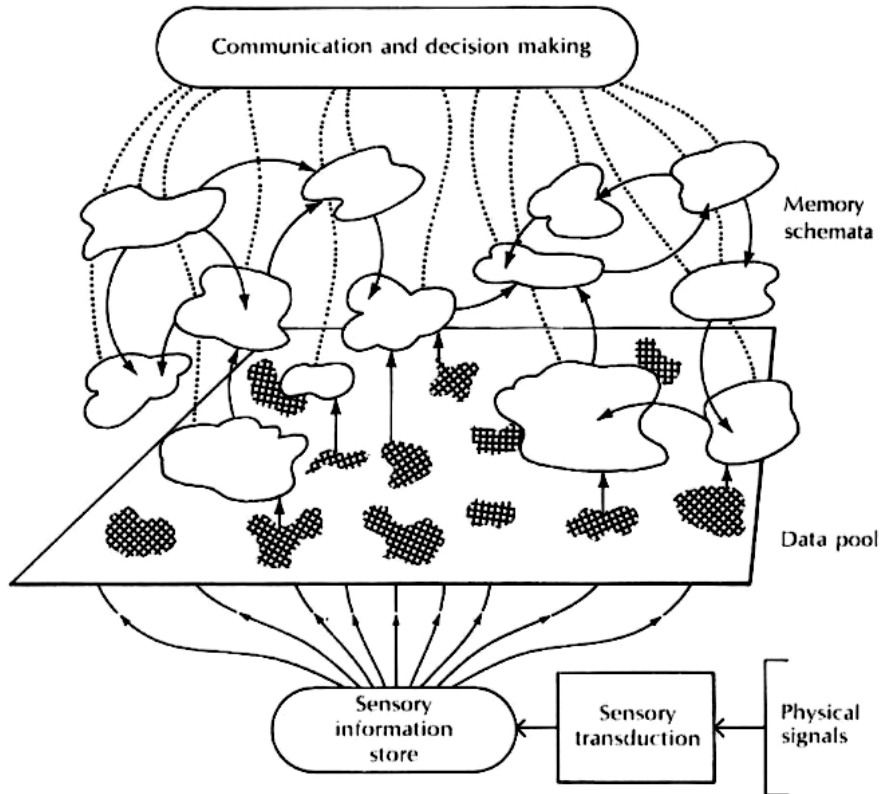 Communication and decision making
Memory
schemata
Data pool
Sensory
information
store
Sensory
transduction
Physical
signals